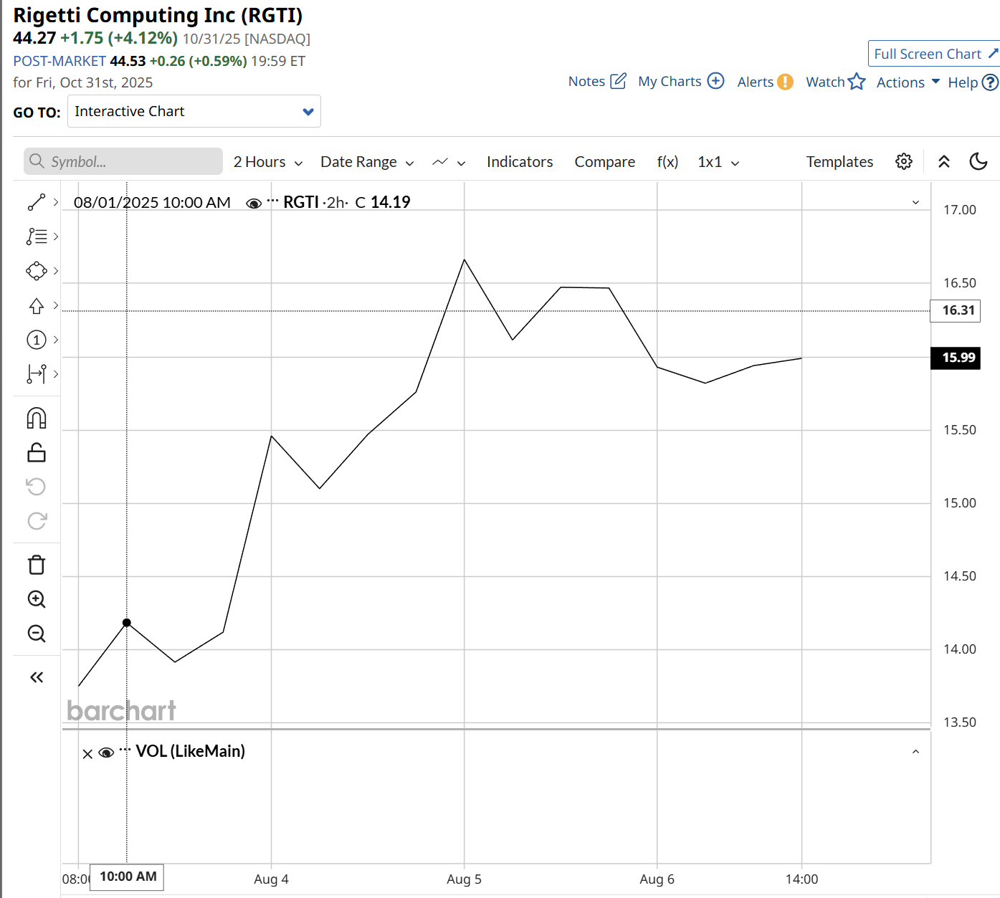 Rigetti Computing Inc (RGTI)
44.27 +1.75 (+4.12%) 10/31/25 [NASDAQ]
POST-MARKET 44.53 +0.26 (+0.59%) 19:59 ET
for Fri, Oct 31st, 2025
Full Screen Chart
Notes My Charts Alerts Watch Actions Help
GO TO: Interactive Chart
Symbol... 2 Hours Date Range Indicators Compare f(x) 1x1 Templates
08/01/2025 10:00 AM ... RGTI ·2h· C 14.19
17.00
16.50
16.31
15.99
15.50
15.00
14.50
14.00
13.50
1
barchart
VOL (LikeMain)
08:0 10:00 AM Aug 4 Aug 5 Aug 6 14:00